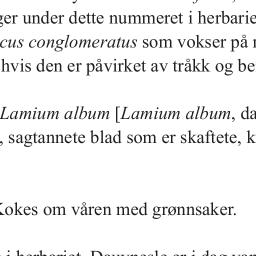 ger under dette nummeret i herbarie
cus conglomeratus som vokser på
hvis den er påvirket av tråkk og be
Lamium album [Lamium album, da
, sagtannete blad som er skaftete, k
Kokes om våren med grønnsaker.